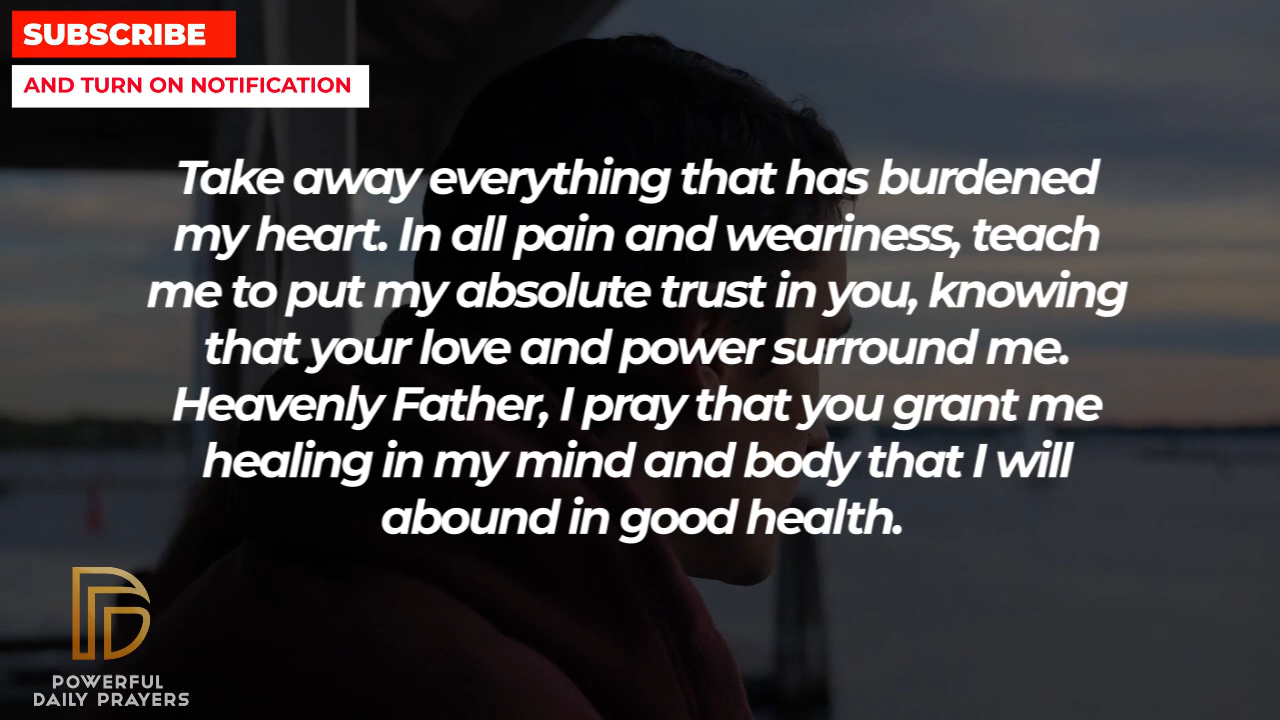 SUBSCRIBE
AND TURN ON NOTIFICATION
Take away everything that has burdened
my heart. In all pain and weariness, teach
me to put my absolute trust in you, knowing
that your love and power surround me.
Heavenly Father, I pray that you grant me
healing in my mind and body that I will
abound in good health.
POWERFUL
DAILY PRAYERS